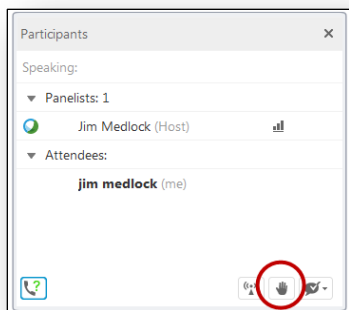 Participants
Speaking:
Panelists: 1
Jim Medlock (Host)
Attendees:
jim medlock (me)